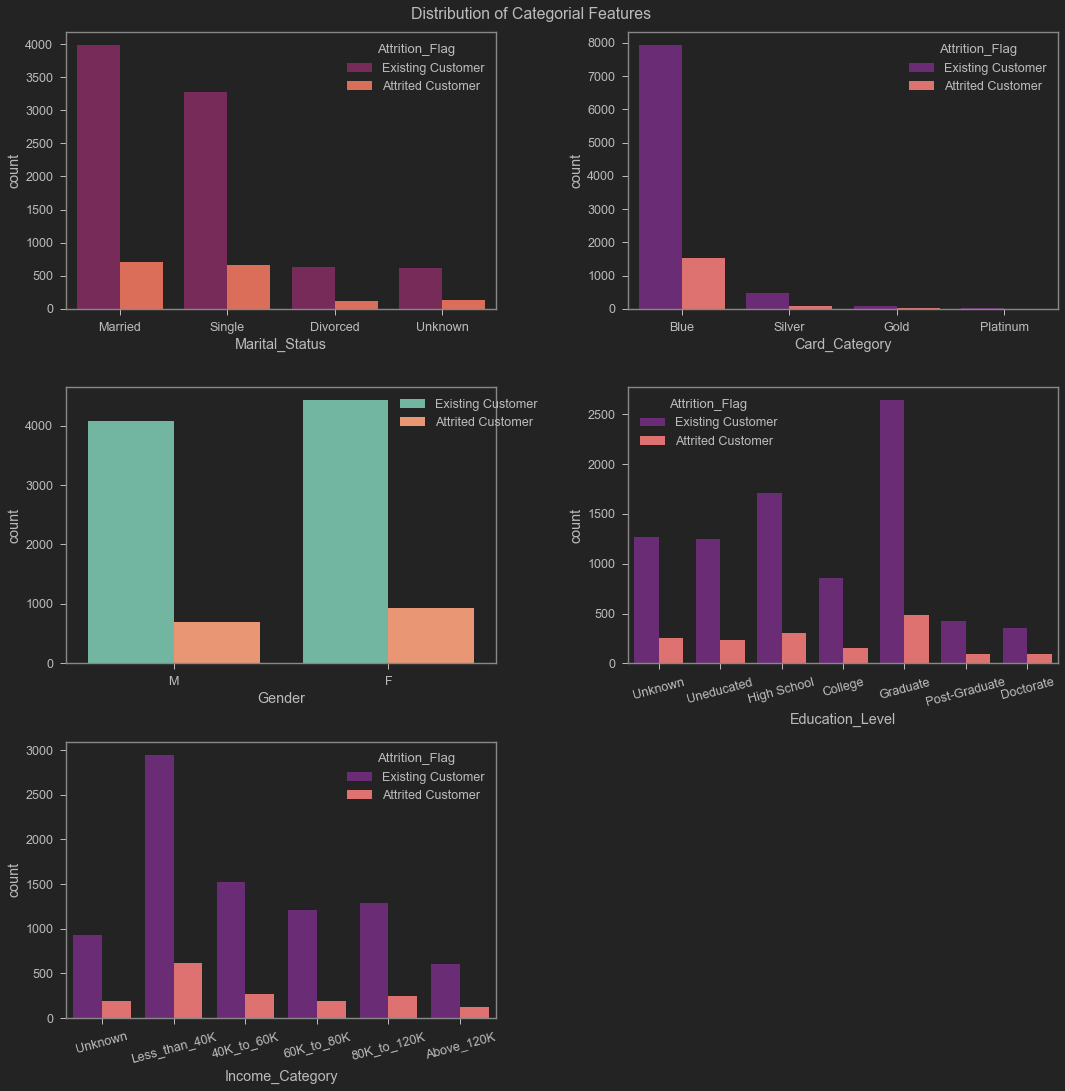 Distribution of Categorial Features
Attrition_Flag
Existing Customer
Attrited Customer
4000
3500
3000
2500
2000
1500
1000
500
0
count
Married Single Divorced Unknown
Marital_Status
Attrition_Flag
Existing Customer
Attrited Customer
8000
7000
6000
5000
4000
3000
2000
1000
0
count
Blue Silver Gold Platinum
Card_Category
Existing Customer
Attrited Customer
4000
3000
2000
1000
0
count
M F
Gender
Attrition_Flag
Existing Customer
Attrited Customer
2500
2000
1500
1000
500
0
count
Unknown Uneducated High School College Graduate Post-Graduate Doctorate
Education_Level
Attrition_Flag
Existing Customer
Attrited Customer
3000
2500
2000
1500
1000
500
0
count
Unknown Less_than_40K 40K_to_60K 60K_to_80K 80K_to_120K Above_120K
Income_Category